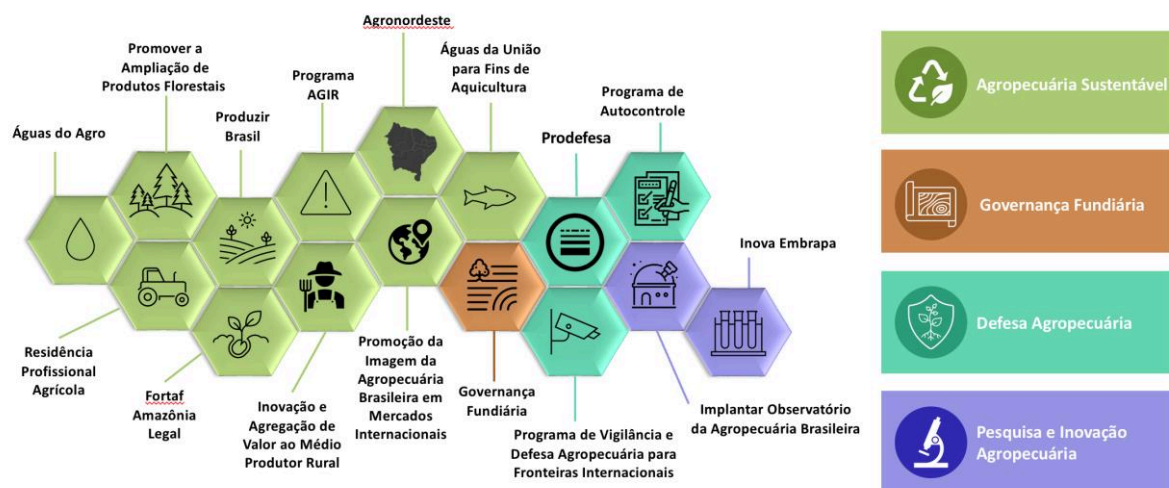 Agronordeste
Promover a
Ampliação de
Produtos Florestais
Águas da União
para Fins de
Aquicultura
Programa
AGIR
Programa de
Autocontrole
Produzir
Brasil
Águas do Agro
Prodefesa
Inova Embrapa
Residência
Profissional
Agrícola
Fortaf
Amazônia
Legal
Inovação e
Agregação de
Valor ao Médio
Produtor Rural
Promoção da
Imagem da
Agropecuária
Brasileira em
Mercados
Internacionais
Governança
Fundiária
Programa de Vigilância e
Defesa Agropecuária para
Fronteiras Internacionais
Implantar Observatório
da Agropecuária Brasileira
Agropecuária Sustentável
Governança Fundiária
Defesa Agropecuária
Pesquisa e Inovação
Agropecuária